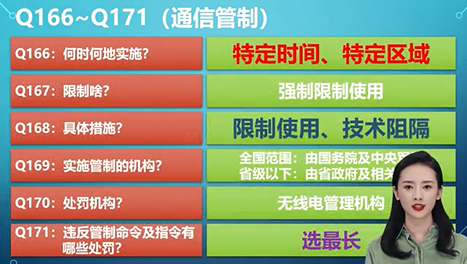 Q166~Q171（通信管制）
Q166：何时何地实施？
特定时间、特定区域
Q167：限制啥？
强制限制使用
Q168：具体措施？
限制使用、技术阻隔
Q169：实施管制的机构？
全国范围：由国务院及中央军
省级以下：由省政府及相关
Q170：处罚机构？
无线电管理机构
Q171：违反管制命令及指令有
哪些处罚？
选最长